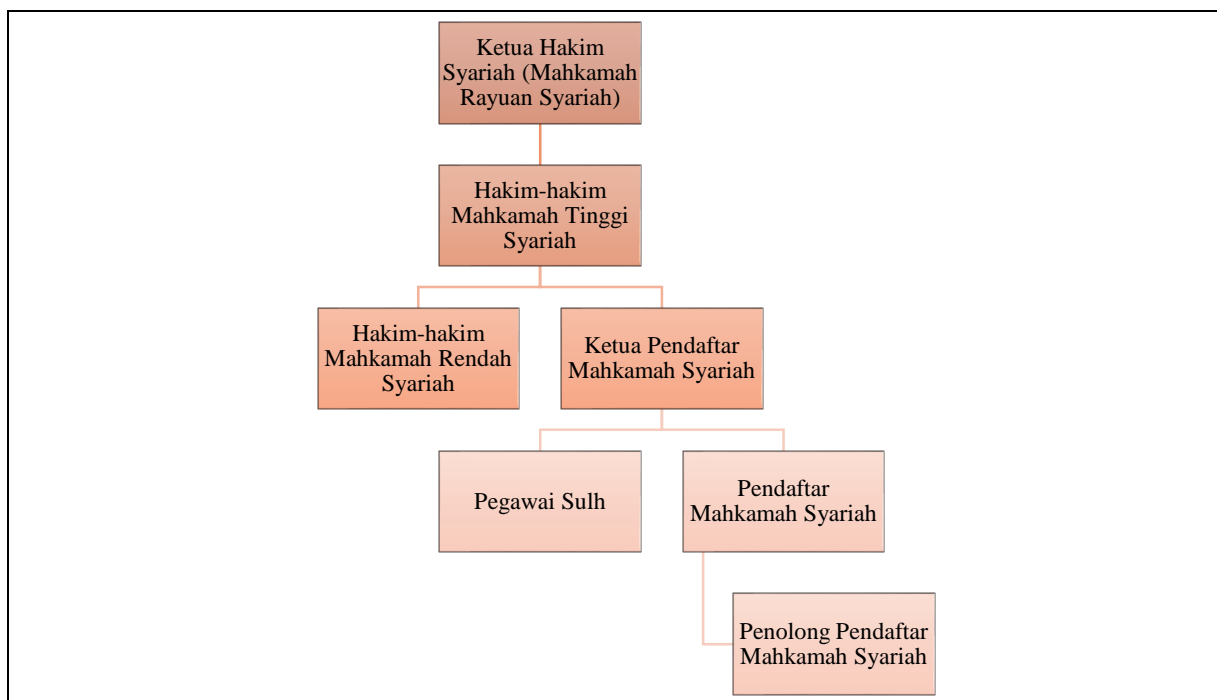 Ketua Hakim
Syariah (Mahkamah
Rayuan Syariah)
Hakim-hakim
Mahkamah Tinggi
Syariah
Hakim-hakim
Mahkamah Rendah
Syariah
Ketua Pendaftar
Mahkamah Syariah
Pegawai Sulh
Pendaftar
Mahkamah Syariah
Penolong Pendaftar
Mahkamah Syariah